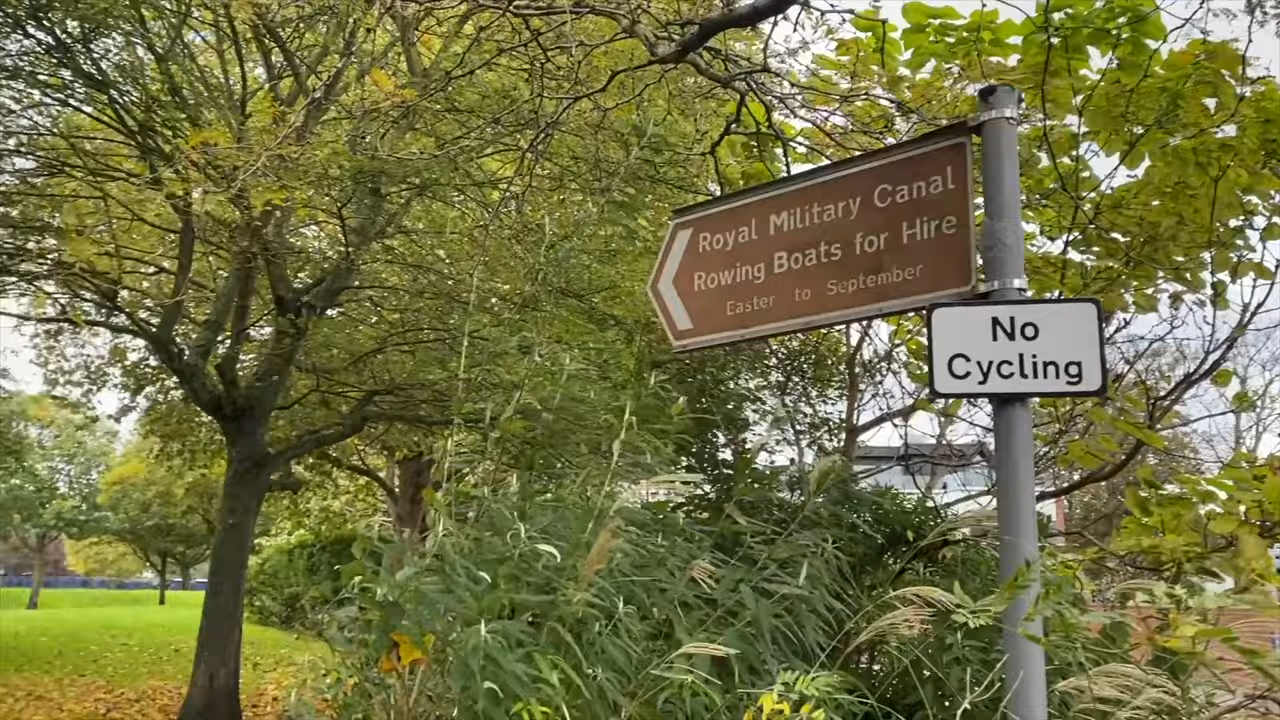 Royal Military Canal
Rowing Boats for Hire
Easter to September
No
Cycling